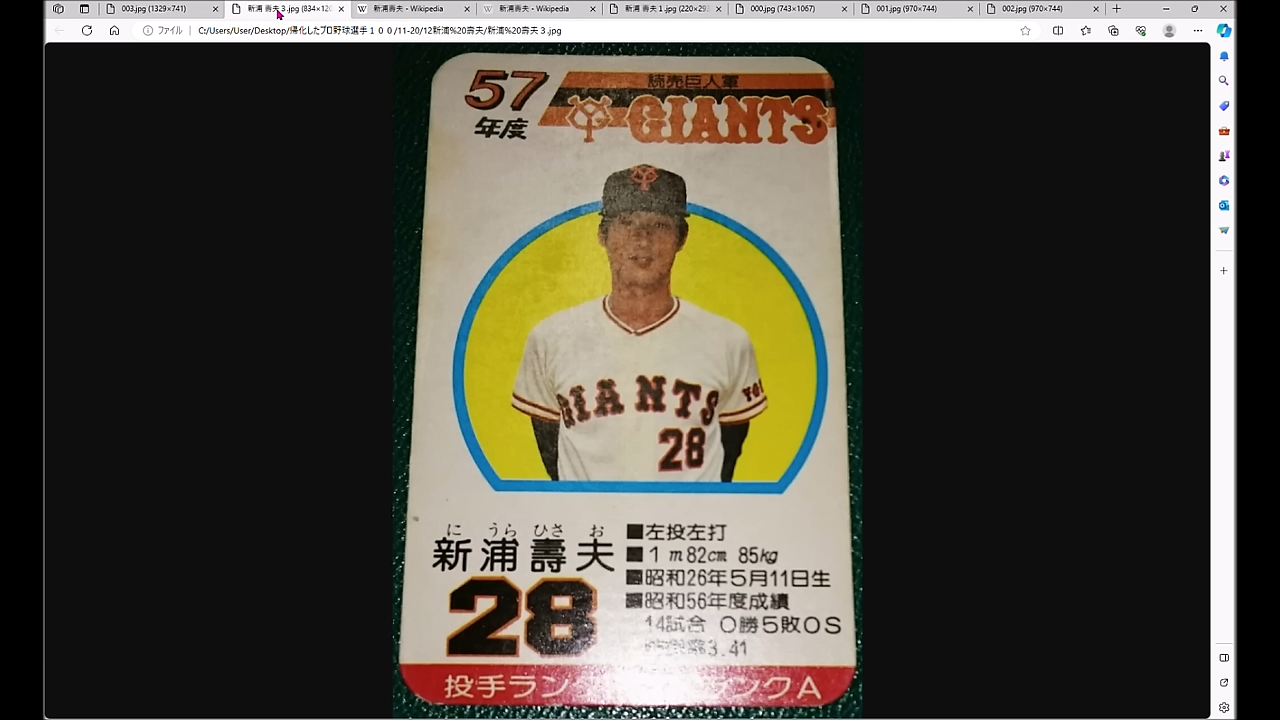 003.jpg (1329×741)
新浦 壽夫 3.jpg (834×120
新浦壽夫 - Wikipedia
新浦壽夫 - Wikipedia
新浦 壽夫 1.jpg (220×293
000.jpg (743×1067)
001.jpg (970×744)
002.jpg (970×744)
ファイル
C:/Users/User/Desktop/帰化したプロ野球選手１００/11-20/12新浦%20壽夫/新浦%20壽夫 3.jpg
57
年度
読売巨人軍
GIANTS
GIANTS
28
に うら ひさ お
新浦壽夫
28
■左投左打
■1m82cm 85kg
■昭和26年5月11日生
■昭和56年度成績
14試合 0勝5敗0S
3.41
投手ラン
ンクA